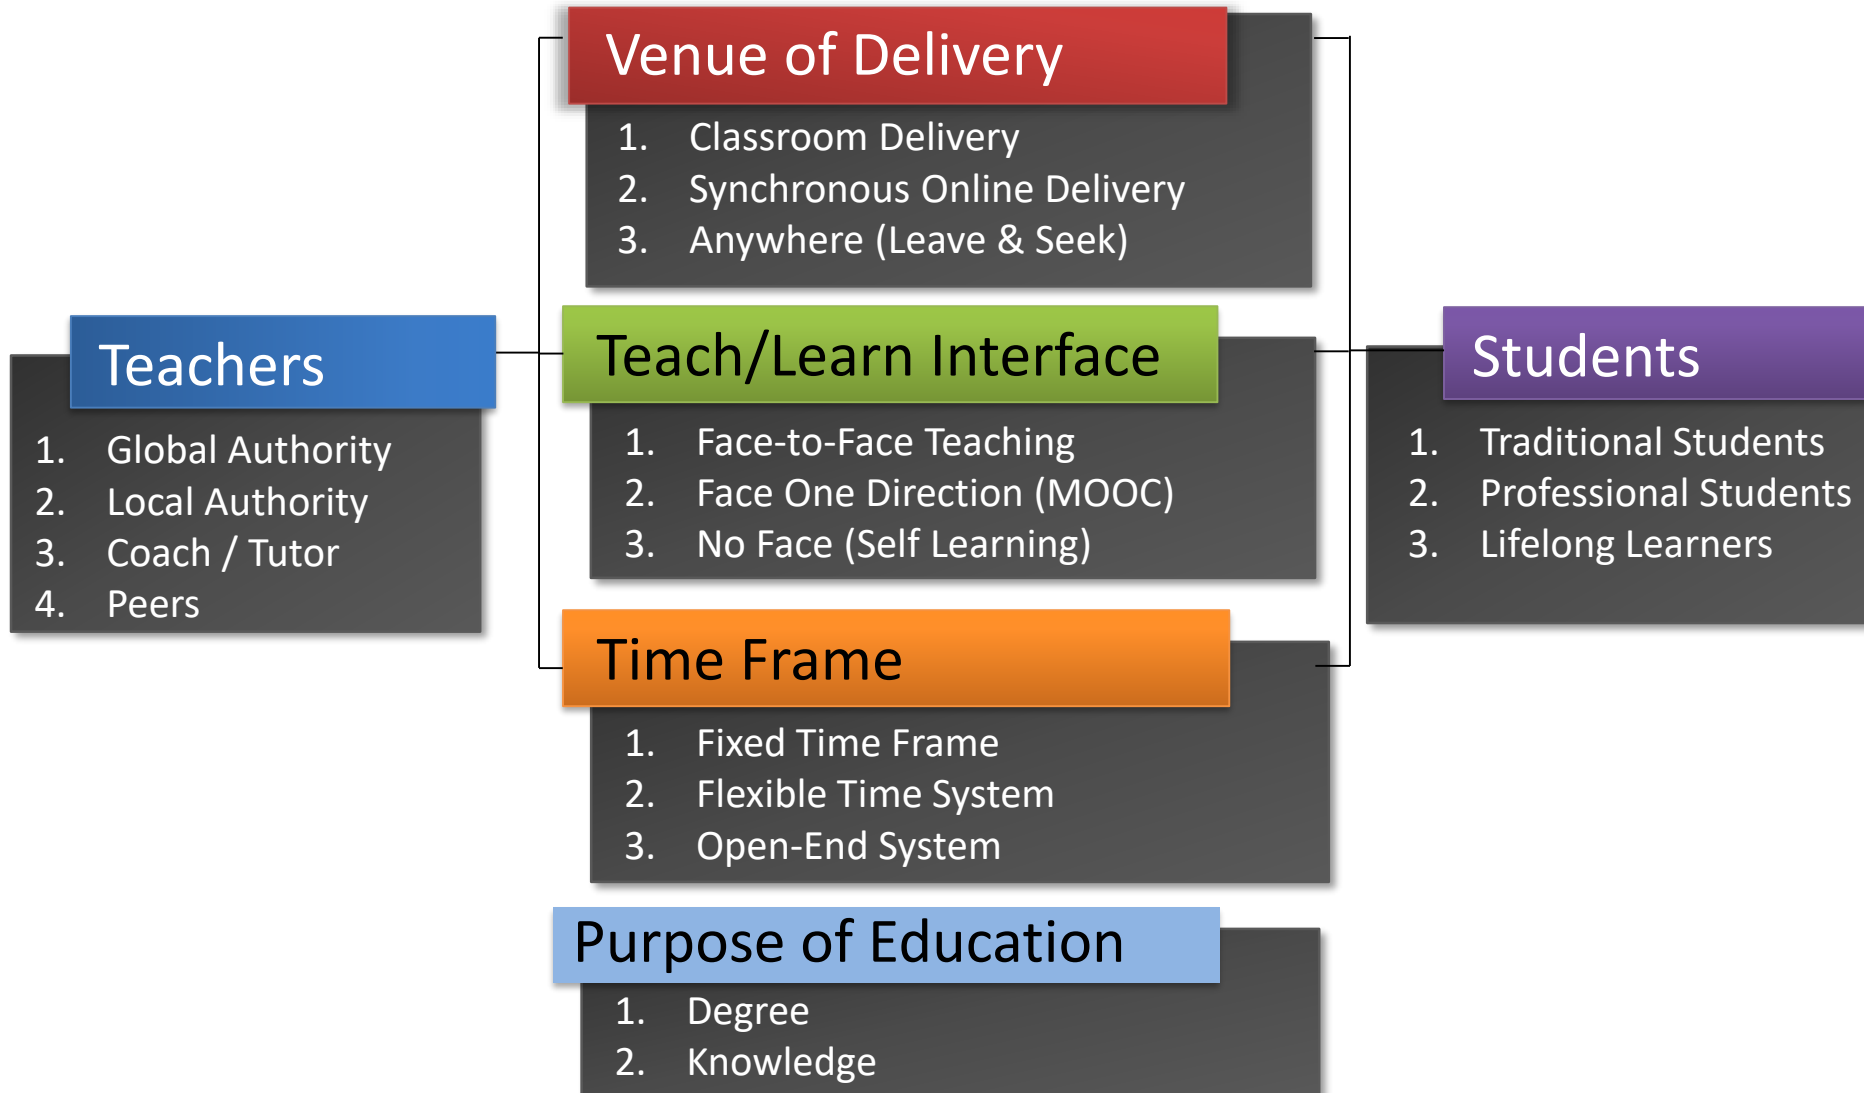 Venue of Delivery
1. Classroom Delivery
2. Synchronous Online Delivery
3. Anywhere (Leave & Seek)
Teachers
1. Global Authority
2. Local Authority
3. Coach / Tutor
4. Peers
Teach/Learn Interface
1. Face-to-Face Teaching
2. Face One Direction (MOOC)
3. No Face (Self Learning)
Students
1. Traditional Students
2. Professional Students
3. Lifelong Learners
Time Frame
1. Fixed Time Frame
2. Flexible Time System
3. Open-End System
Purpose of Education
1. Degree
2. Knowledge